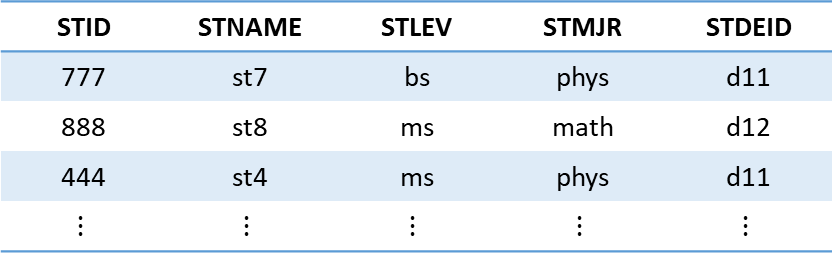 STID STNAME STLEV STMJR STDEID
777 st7 bs phys d11
888 st8 ms math d12
444 st4 ms phys d11
⋮ ⋮ ⋮ ⋮ ⋮